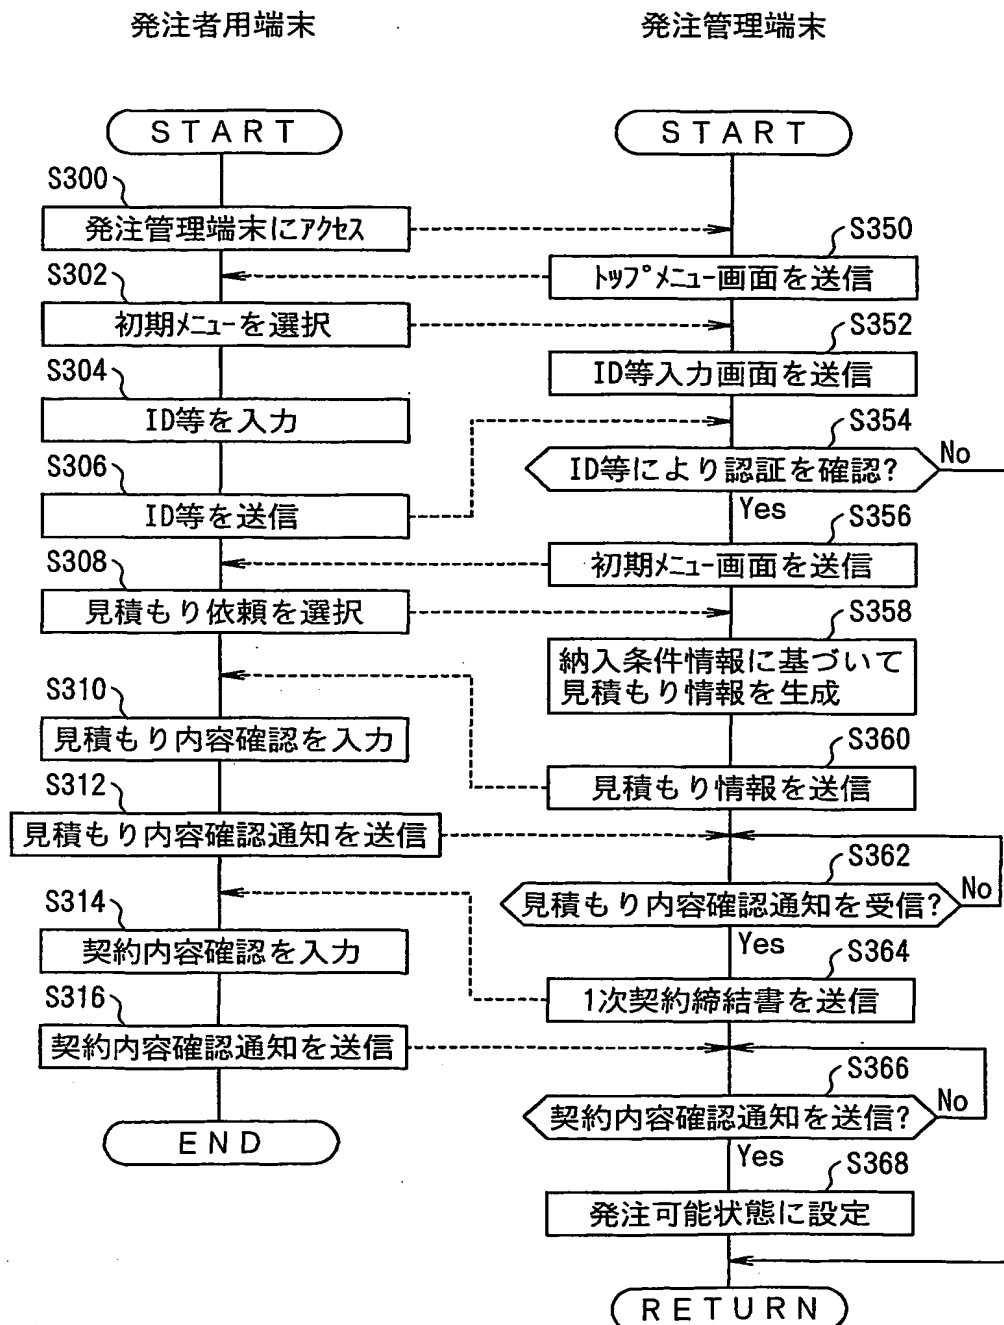 発注者用端末
START
S300
発注管理端末にアクセス
S302
初期メニューを選択
S304
ID等を入力
S306
ID等を送信
S308
見積もり依頼を選択
S310
見積もり内容確認を入力
S312
見積もり内容確認通知を送信
S314
契約内容確認を入力
S316
契約内容確認通知を送信
END
発注管理端末
START
S350
トップメニュー画面を送信
S352
ID等入力画面を送信
S354
ID等により認証を確認?
No
Yes
S356
初期メニュー画面を送信
S358
納入条件情報に基づいて
見積もり情報を生成
S360
見積もり情報を送信
S362
見積もり内容確認通知を受信?
No
Yes
S364
1次契約締結書を送信
S366
契約内容確認通知を送信?
No
Yes
S368
発注可能状態に設定
RETURN